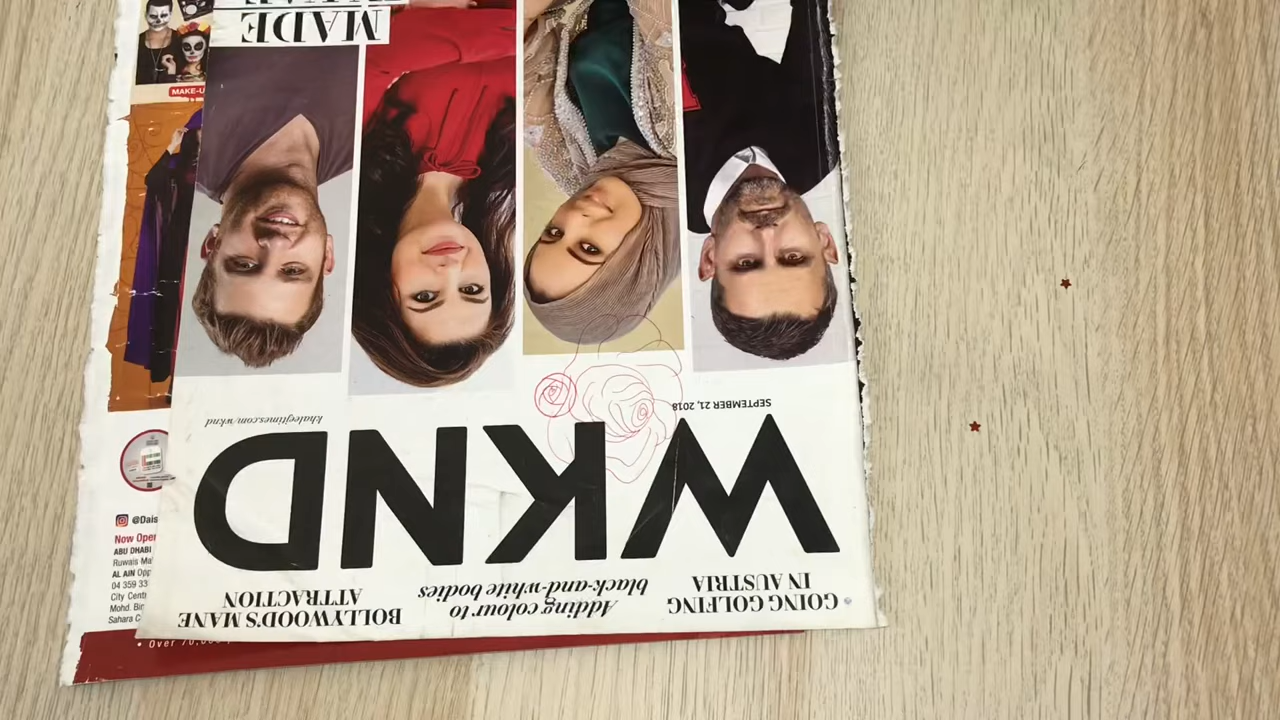 GOING GOLFING
IN AUSTRIA
Adding colour to
black-and-white bodies
BOLLYWOOD'S MANE
ATTRACTION
WKND
SEPTEMBER 21, 2018
khaleejtimes.com/wknd
MADE
MAKE-U
@Dais
Now Open
ABU DHABI
Ruwais Mal
AL AIN Opp
04 359 33
City Centr
Mohd. Bin
Sahara C
• Over 70,000